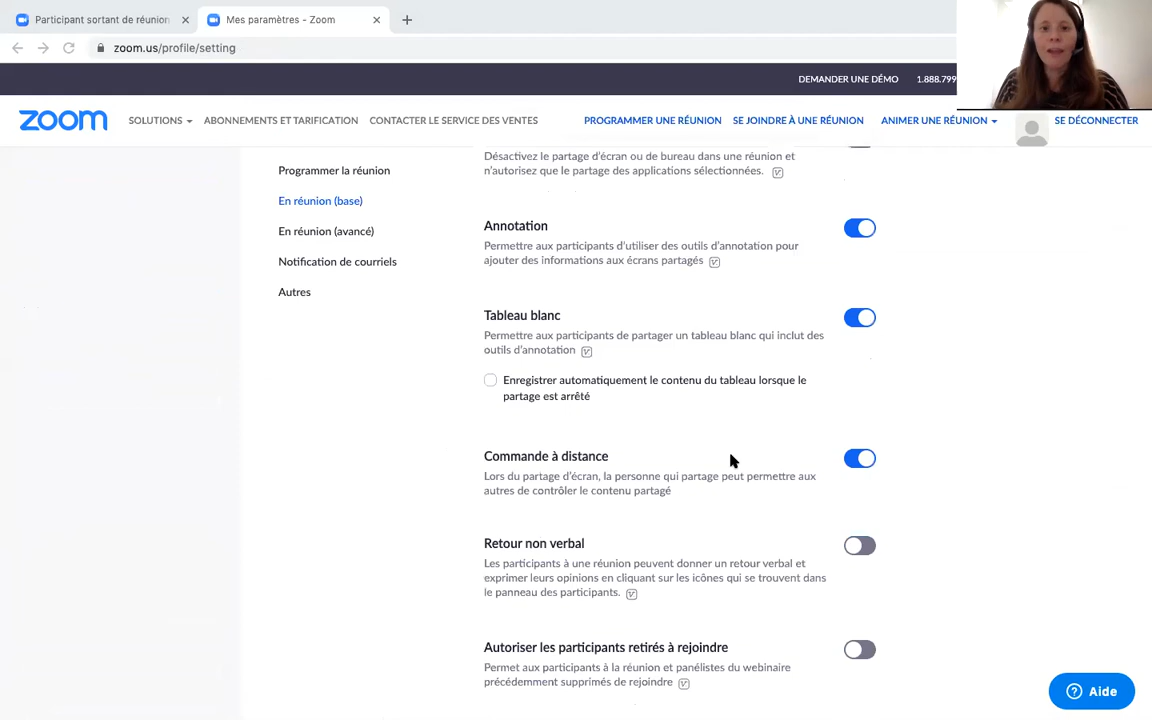 Participant sortant de réunion
Mes paramètres - Zoom
zoom.us/profile/setting
DEMANDER UNE DÉMO 1.888.799
zoom SOLUTIONS ABONNEMENTS ET TARIFICATION CONTACTER LE SERVICE DES VENTES PROGRAMMER UNE RÉUNION SE JOINDRE À UNE RÉUNION ANIMER UNE RÉUNION SE DÉCONNECTER
Programmer la réunion
En réunion (base)
En réunion (avancé)
Notification de courriels
Autres
Désactivez le partage d'écran ou de bureau dans une réunion et
n'autorisez que le partage des applications sélectionnées.
Annotation
Permettre aux participants d'utiliser des outils d'annotation pour
ajouter des informations aux écrans partagés
Tableau blanc
Permettre aux participants de partager un tableau blanc qui inclut des
outils d'annotation
Enregistrer automatiquement le contenu du tableau lorsque le
partage est arrêté
Commande à distance
Lors du partage d'écran, la personne qui partage peut permettre aux
autres de contrôler le contenu partagé
Retour non verbal
Les participants à une réunion peuvent donner un retour verbal et
exprimer leurs opinions en cliquant sur les icônes qui se trouvent dans
le panneau des participants.
Autoriser les participants retirés à rejoindre
Permet aux participants à la réunion et panélistes du webinaire
précédemment supprimés de rejoindre
Aide